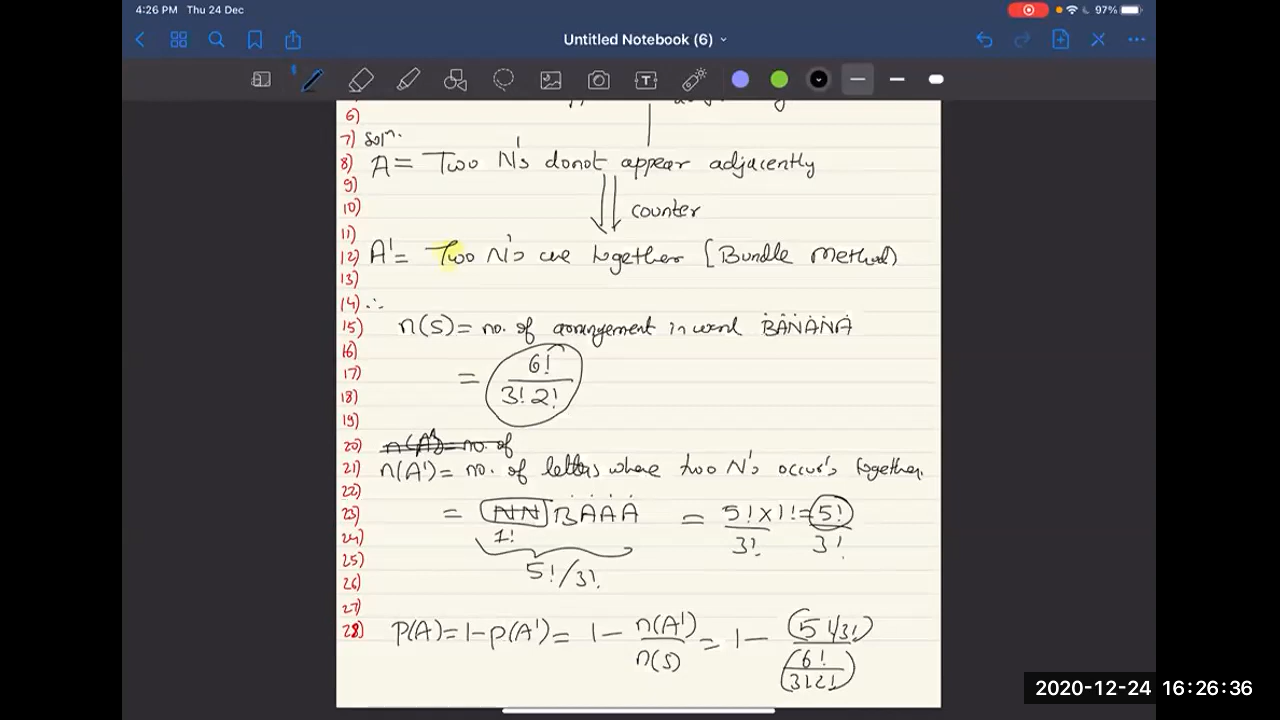 4:26 PM Thu 24 Dec
97%
Untitled Notebook (6)
6)
7) Solⁿ.
8) A = Two N's donot appear adjacently
9)
10) counter
11)
12) A' = Two N's are together [Bundle Method)
13)
14) ∴
15) n(S) = no. of arrangement in word BANANA
16)
17) = 6!/3! 2!
18)
19)
20) n(A') = no. of
21) n(A') = no. of letters where two N's occur's together.
22)
23) = NN BAAA = 5! x 1!/3! = 5!/3!
24) 1!
25) 5!/3!
26)
27)
28) P(A) = 1 - P(A') = 1 - n(A')/n(S) = 1 - (5!/3!)/(6!/3!2!)
2020-12-24 16:26:36